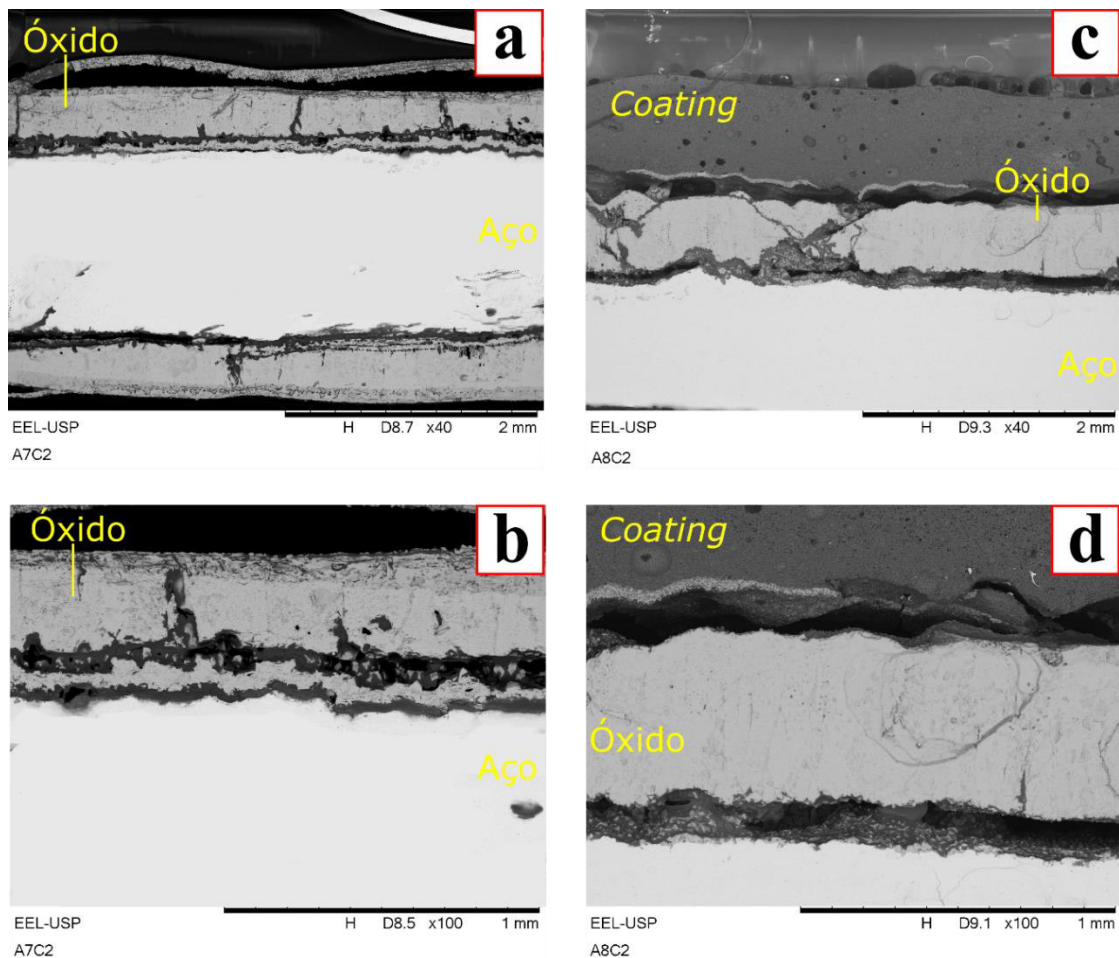 Óxido
a
Aço
EEL-USP H D8.7 x40 2 mm
A7C2
c
Coating
Óxido
Aço
EEL-USP H D9.3 x40 2 mm
A8C2
Óxido
b
Aço
EEL-USP H D8.5 x100 1 mm
A7C2
Coating
d
Óxido
EEL-USP H D9.1 x100 1 mm
A8C2